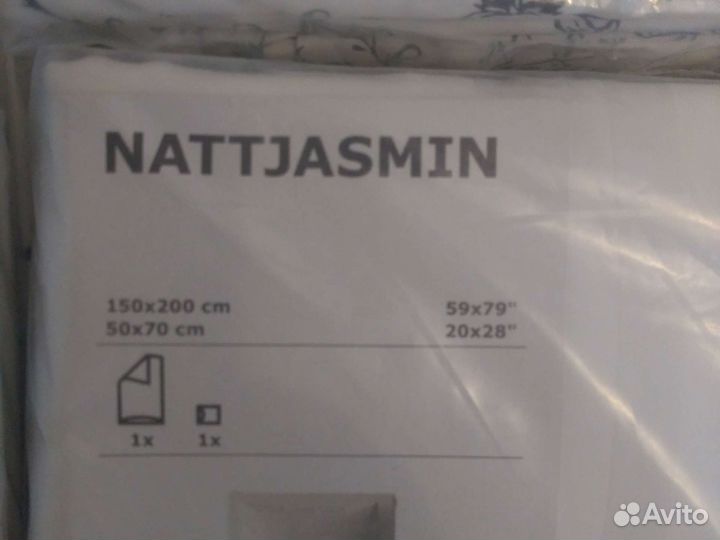 NATTJASMIN
150x200 cm 59x79"
50x70 cm 20x28"
1x 1x
Avito